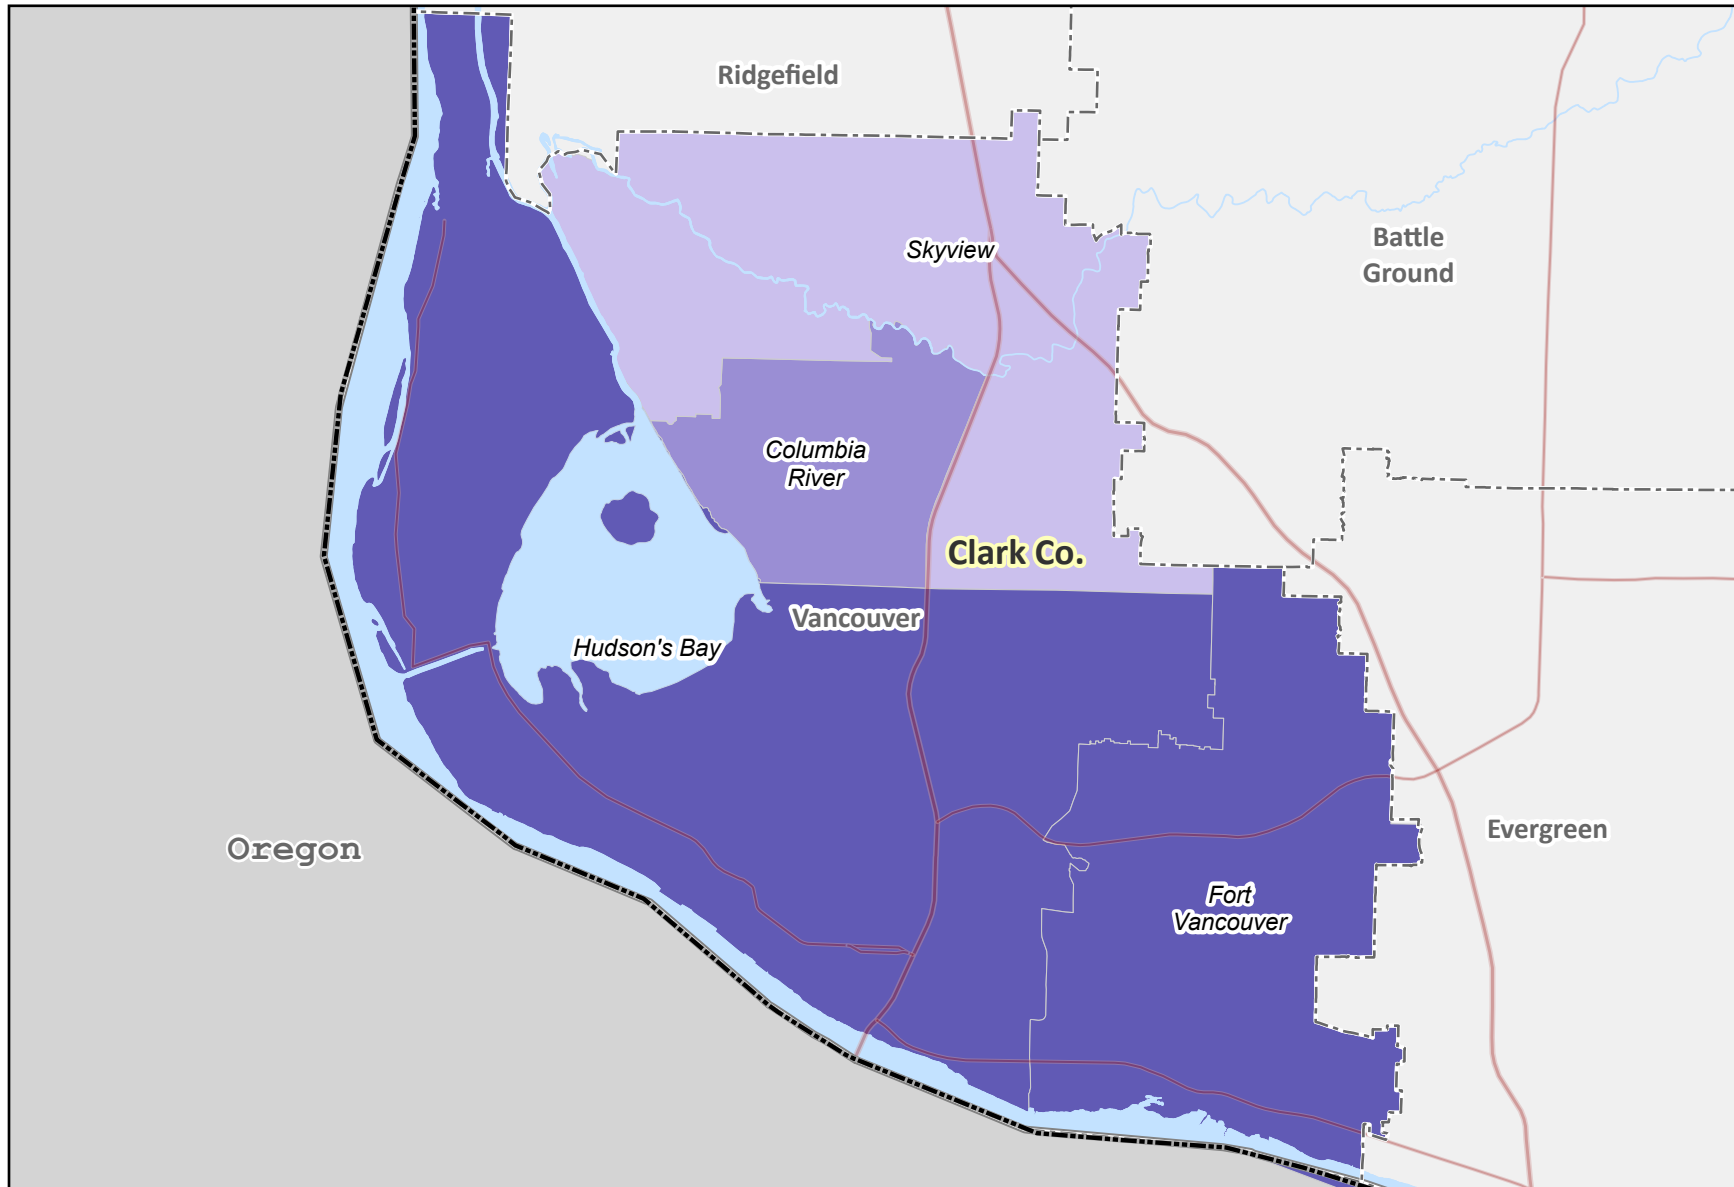 Ridgefield
Skyview
Battle
Ground
Columbia
River
Clark Co.
Vancouver
Hudson's Bay
Oregon
Evergreen
Fort
Vancouver